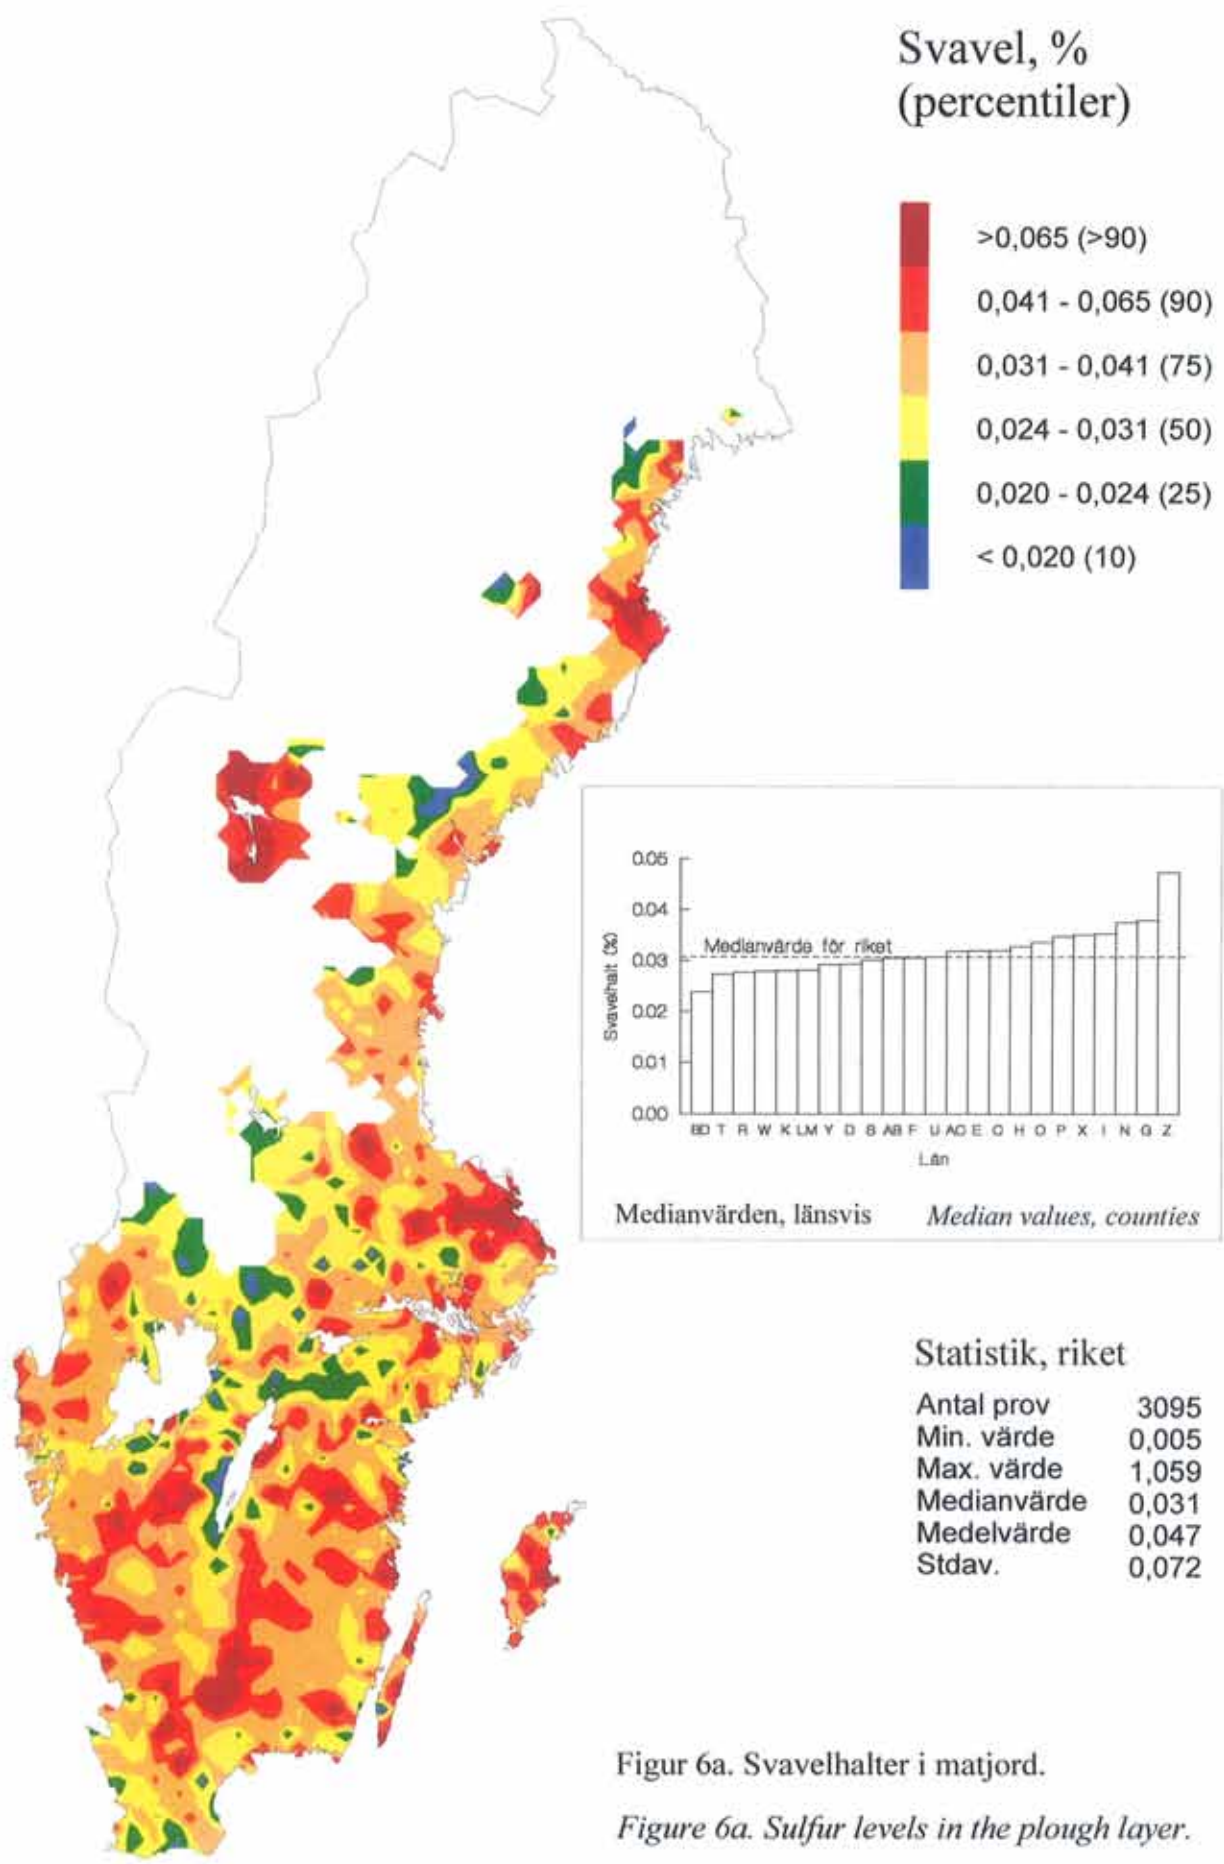 Svavel, %
(percentiler)
>0,065 (>90)
0,041 - 0,065 (90)
0,031 - 0,041 (75)
0,024 - 0,031 (50)
0,020 - 0,024 (25)
< 0,020 (10)
0.05
0.04
0.03
0.02
0.01
0.00
Svavelhalt (%)
Medianvärde för riket
BD T R W K LM Y D S AB F U AC E C H O P X I N G Z
Län
Medianvärden, länsvis Median values, counties
Statistik, riket
Antal prov 3095
Min. värde 0,005
Max. värde 1,059
Medianvärde 0,031
Medelvärde 0,047
Stdav. 0,072
Figur 6a. Svavelhalter i matjord.
Figure 6a. Sulfur levels in the plough layer.